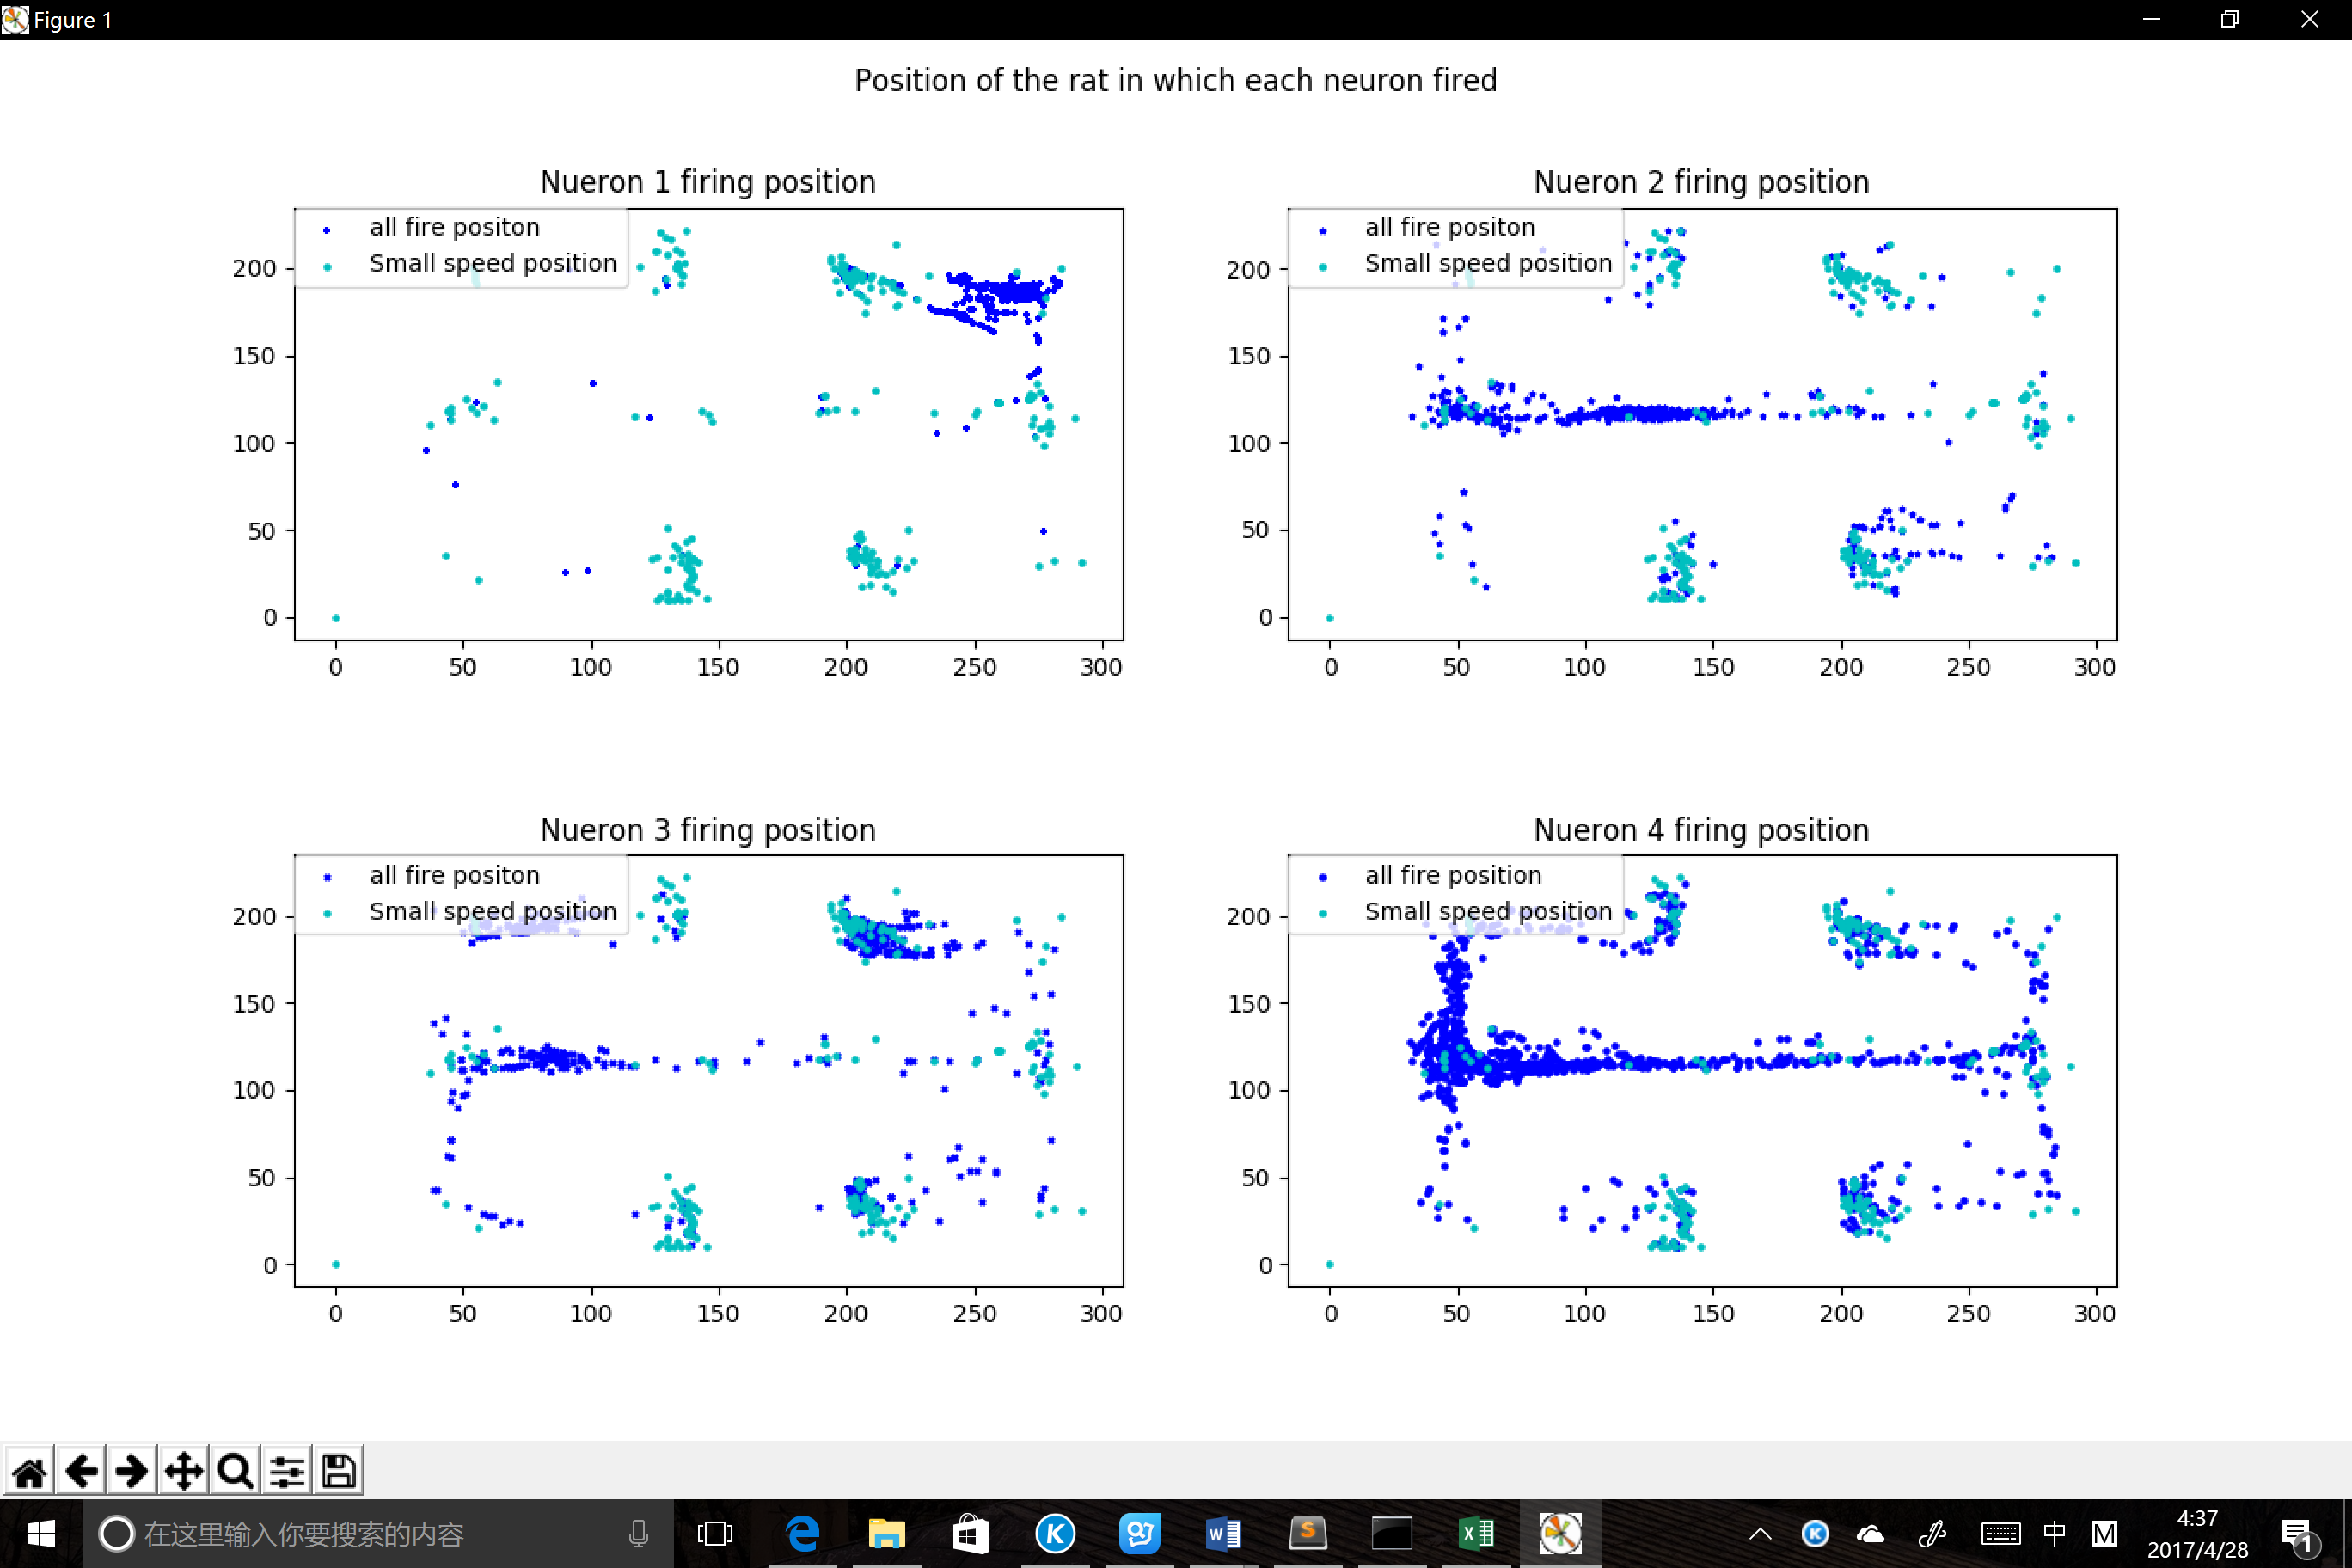 Figure 1
Position of the rat in which each neuron fired
Nueron 1 firing position
all fire positon
Small speed position
200
150
100
50
0
0 50 100 150 200 250 300
Nueron 2 firing position
all fire positon
Small speed position
200
150
100
50
0
0 50 100 150 200 250 300
Nueron 3 firing position
all fire positon
Small speed position
200
150
100
50
0
0 50 100 150 200 250 300
Nueron 4 firing position
all fire position
Small speed position
200
150
100
50
0
0 50 100 150 200 250 300
在这里输入你要搜索的内容
中
M
4:37
2017/4/28
1